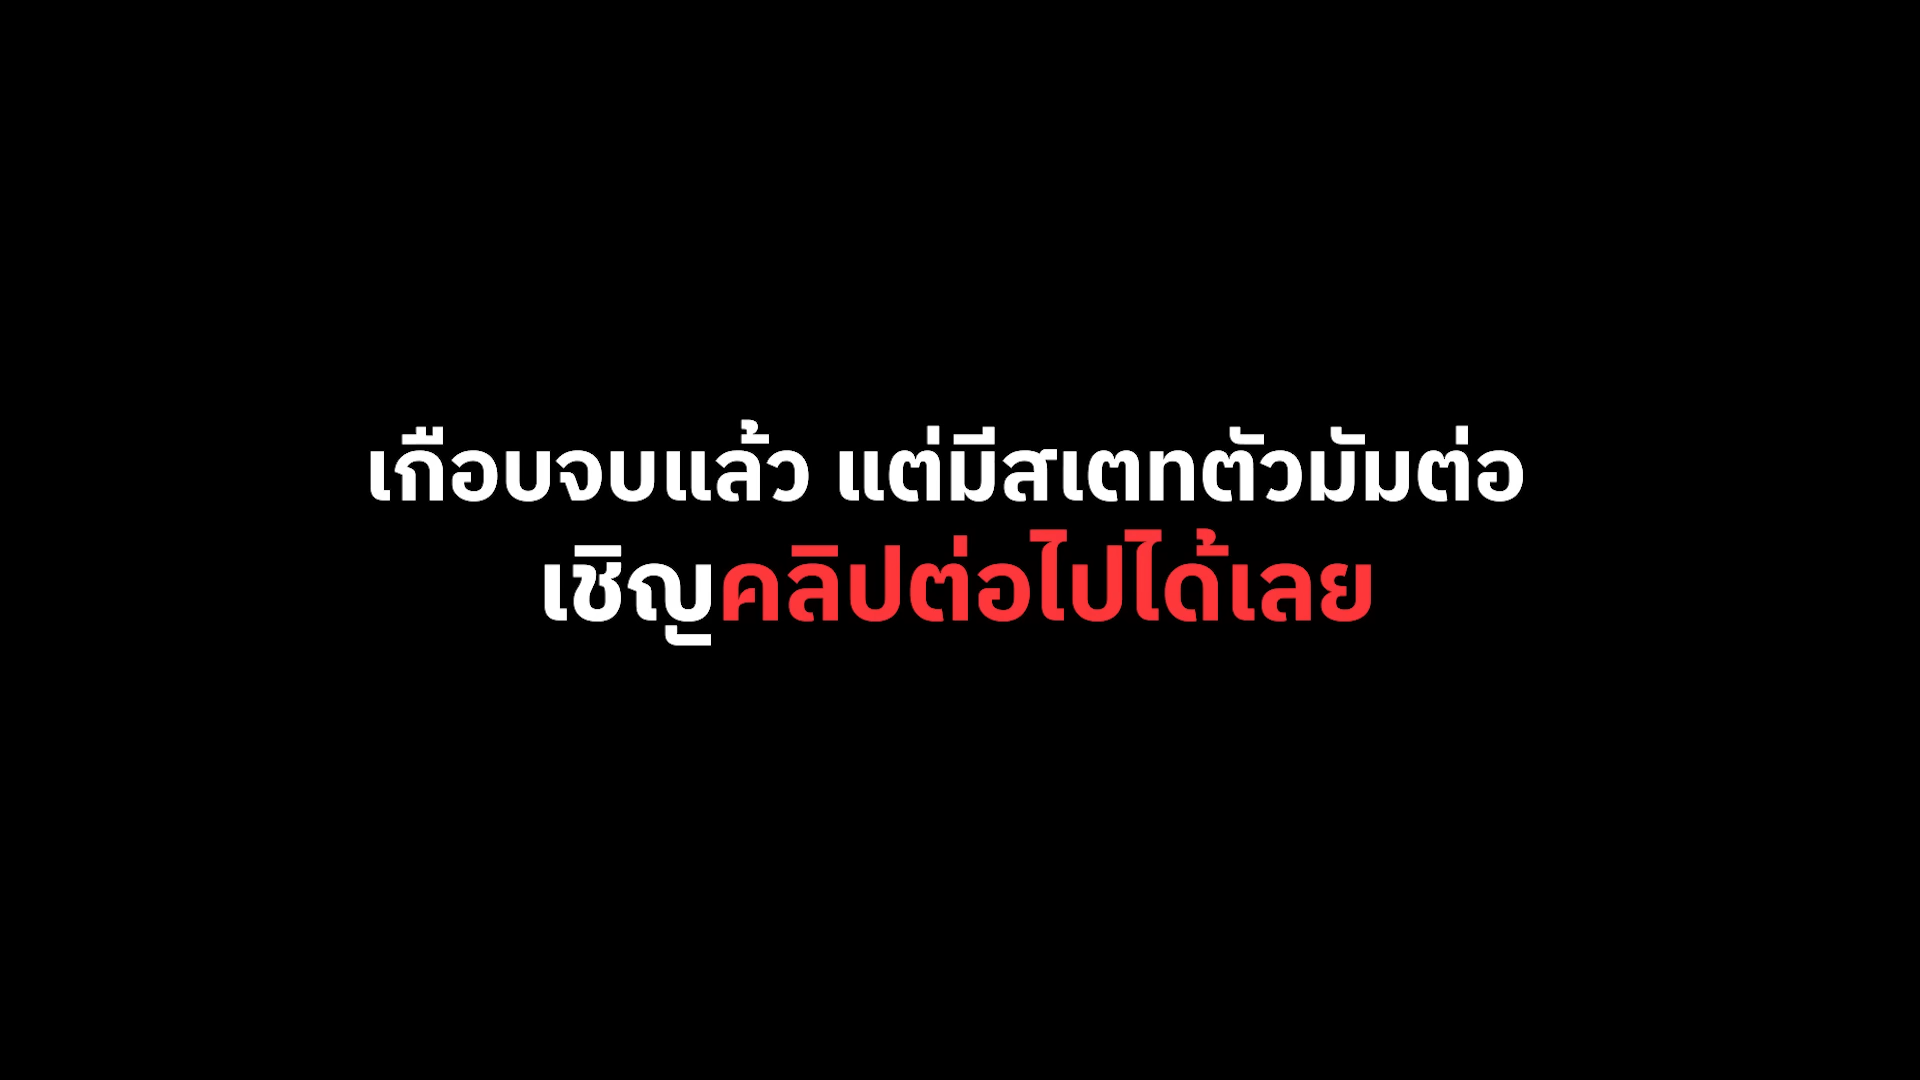 เกือบจบแล้ว แต่มีสเตทตัวมัมต่อ
เชิญคลิปต่อไปได้เลย